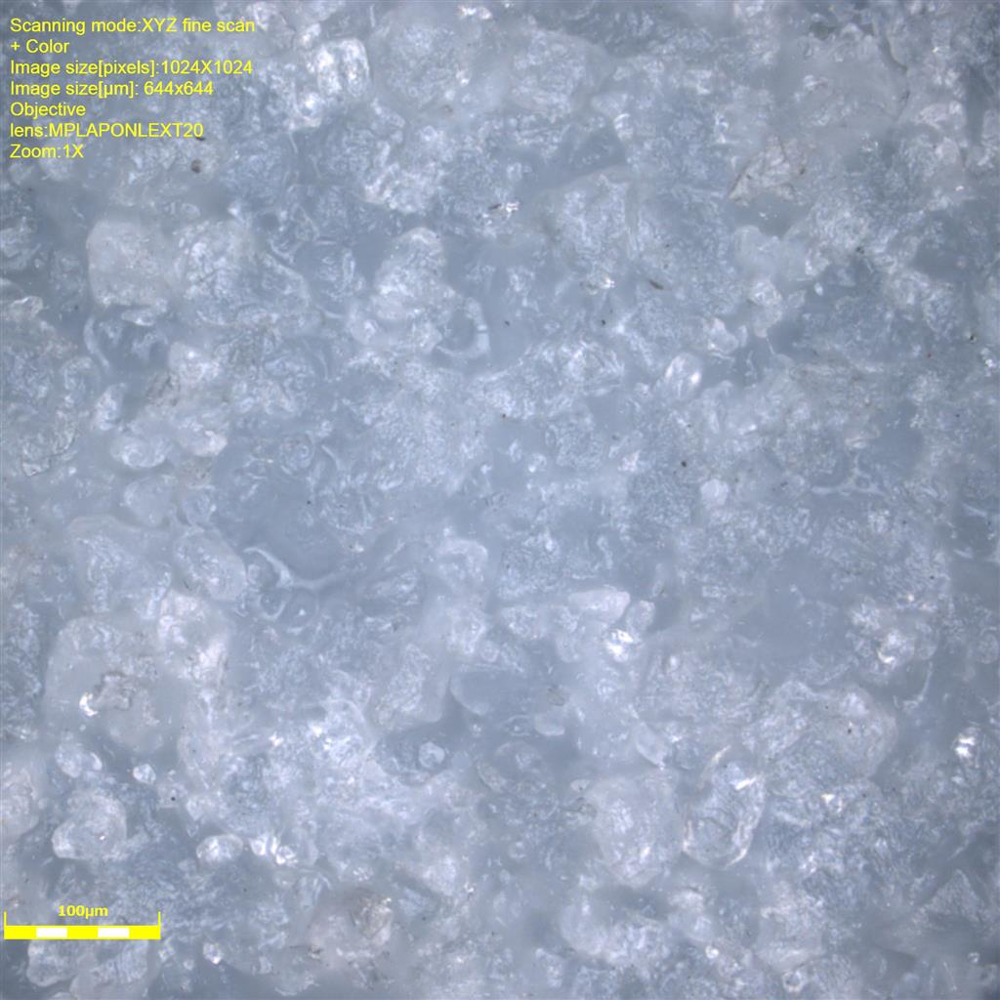 Scanning mode:XYZ fine scan
+ Color
Image size[pixels]:1024X1024
Image size[µm]: 644x644
Objective
lens:MPLAPONLEXT20
Zoom:1X
100µm